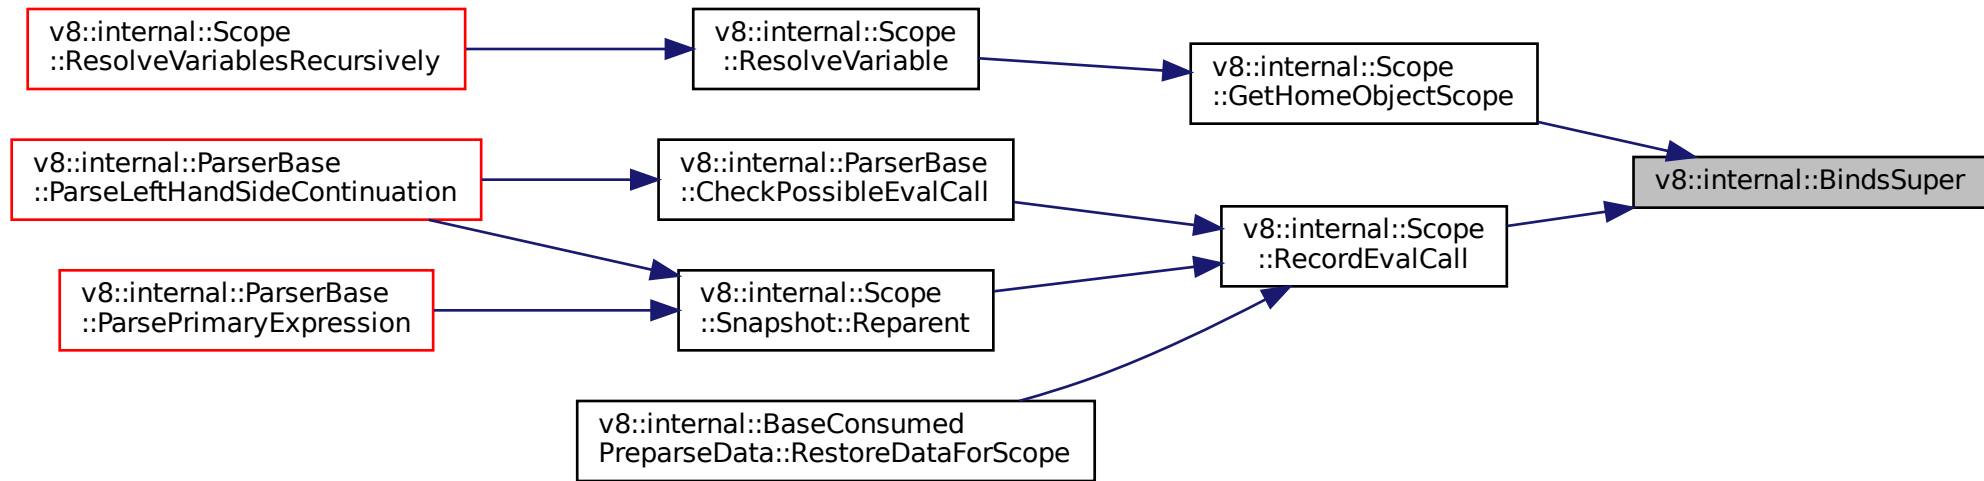 v8::internal::Scope
::ResolveVariablesRecursively
v8::internal::Scope
::ResolveVariable
v8::internal::Scope
::GetHomeObjectScope
v8::internal::ParserBase
::ParseLeftHandSideContinuation
v8::internal::ParserBase
::CheckPossibleEvalCall
v8::internal::BindsSuper
v8::internal::Scope
::RecordEvalCall
v8::internal::ParserBase
::ParsePrimaryExpression
v8::internal::Scope
::Snapshot::Reparent
v8::internal::BaseConsumed
PreparseData::RestoreDataForScope